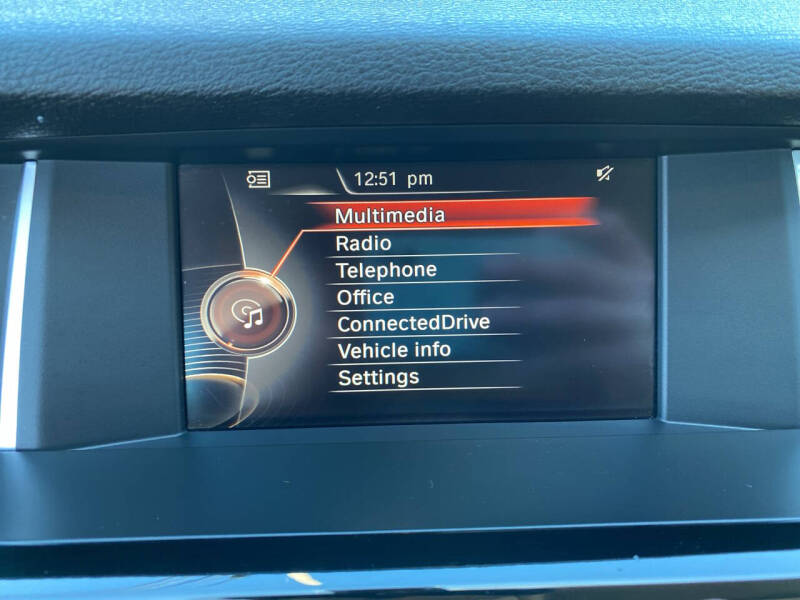 12:51 pm
Multimedia
Radio
Telephone
Office
ConnectedDrive
Vehicle info
Settings